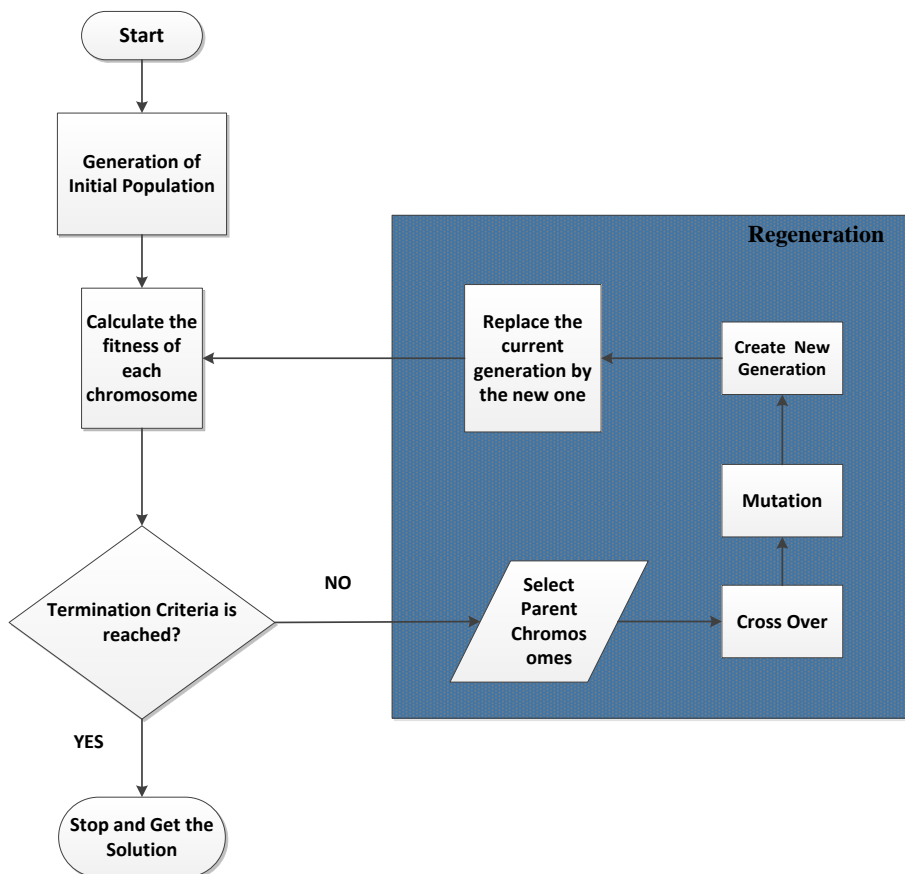 Start
Generation of
Initial Population
Regeneration
Calculate the
fitness of
each
chromosome
Replace the
current
generation by
the new one
Create New
Generation
Mutation
Termination Criteria is
reached?
NO
Select
Parent
Chromos
omes
Cross Over
YES
Stop and Get the
Solution